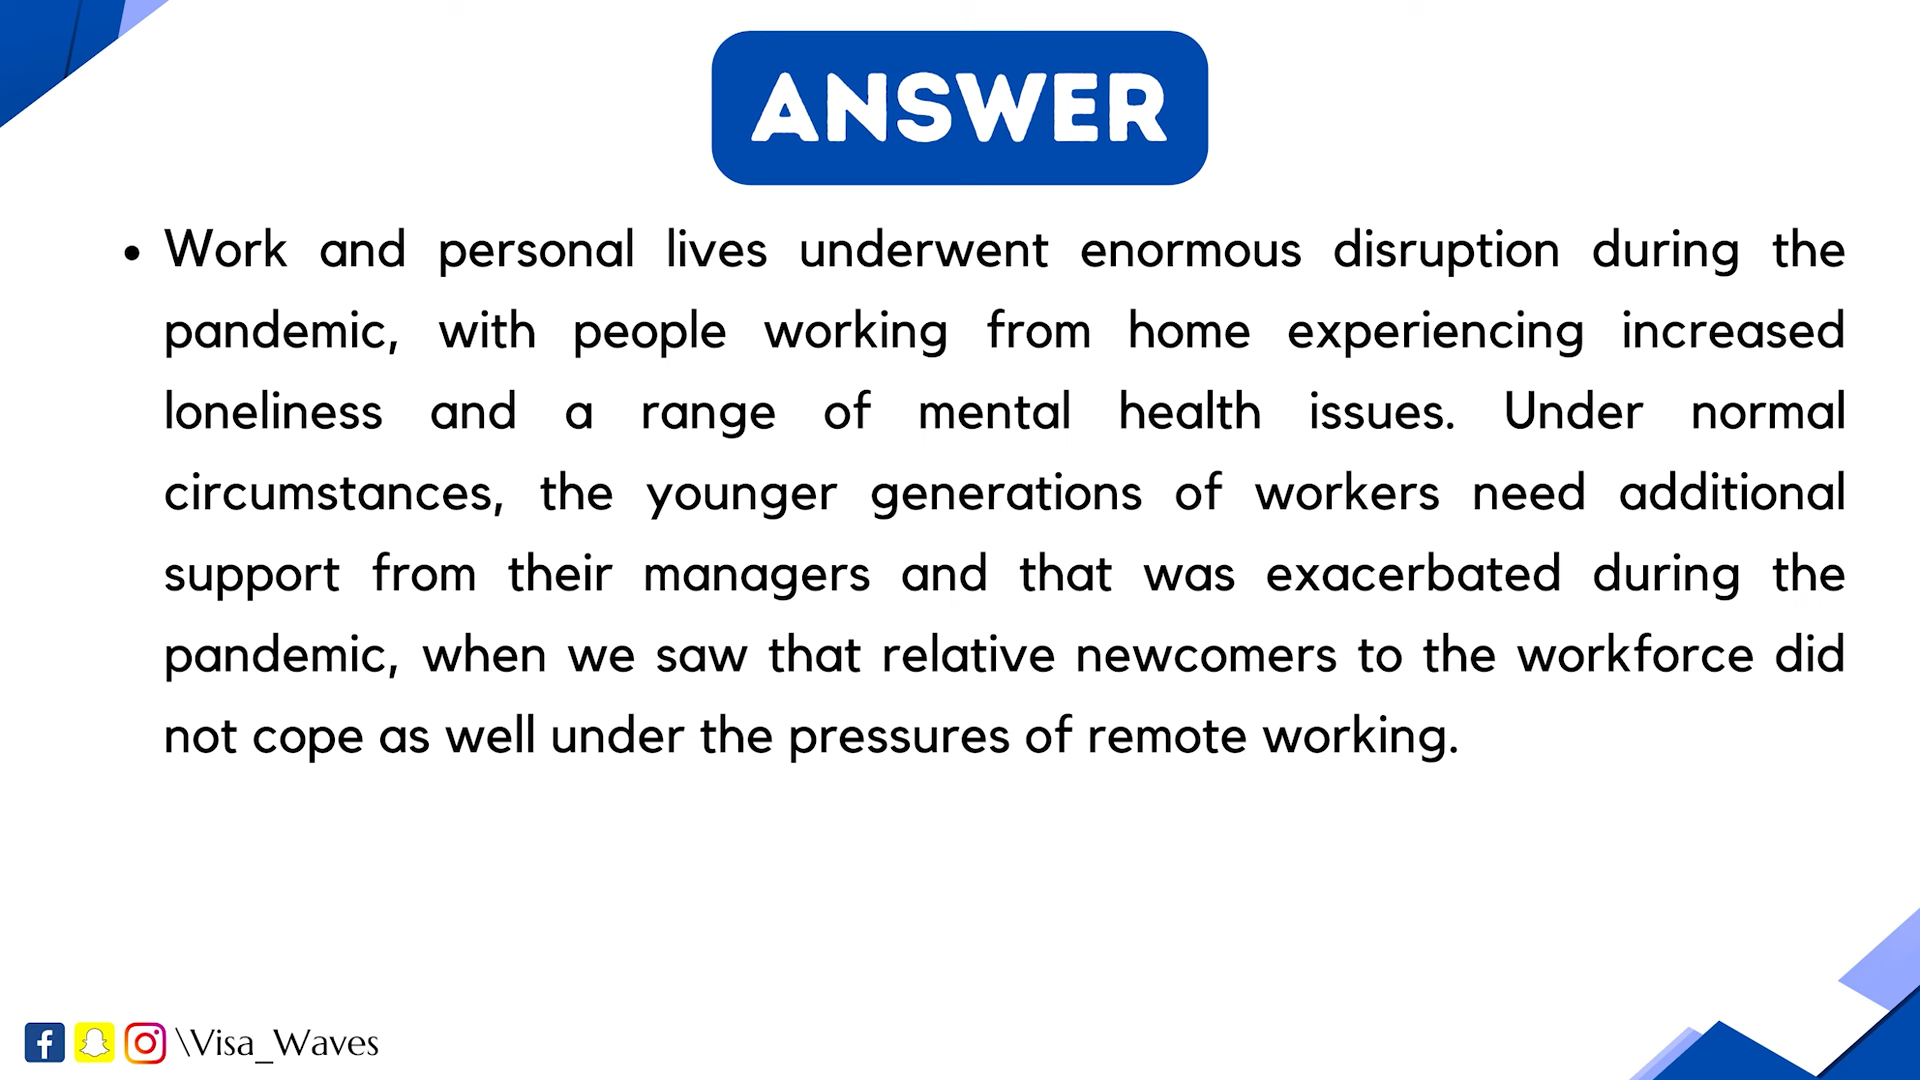 ANSWER
• Work and personal lives underwent enormous disruption during the
pandemic, with people working from home experiencing increased
loneliness and a range of mental health issues. Under normal
circumstances, the younger generations of workers need additional
support from their managers and that was exacerbated during the
pandemic, when we saw that relative newcomers to the workforce did
not cope as well under the pressures of remote working.
\Visa_Waves